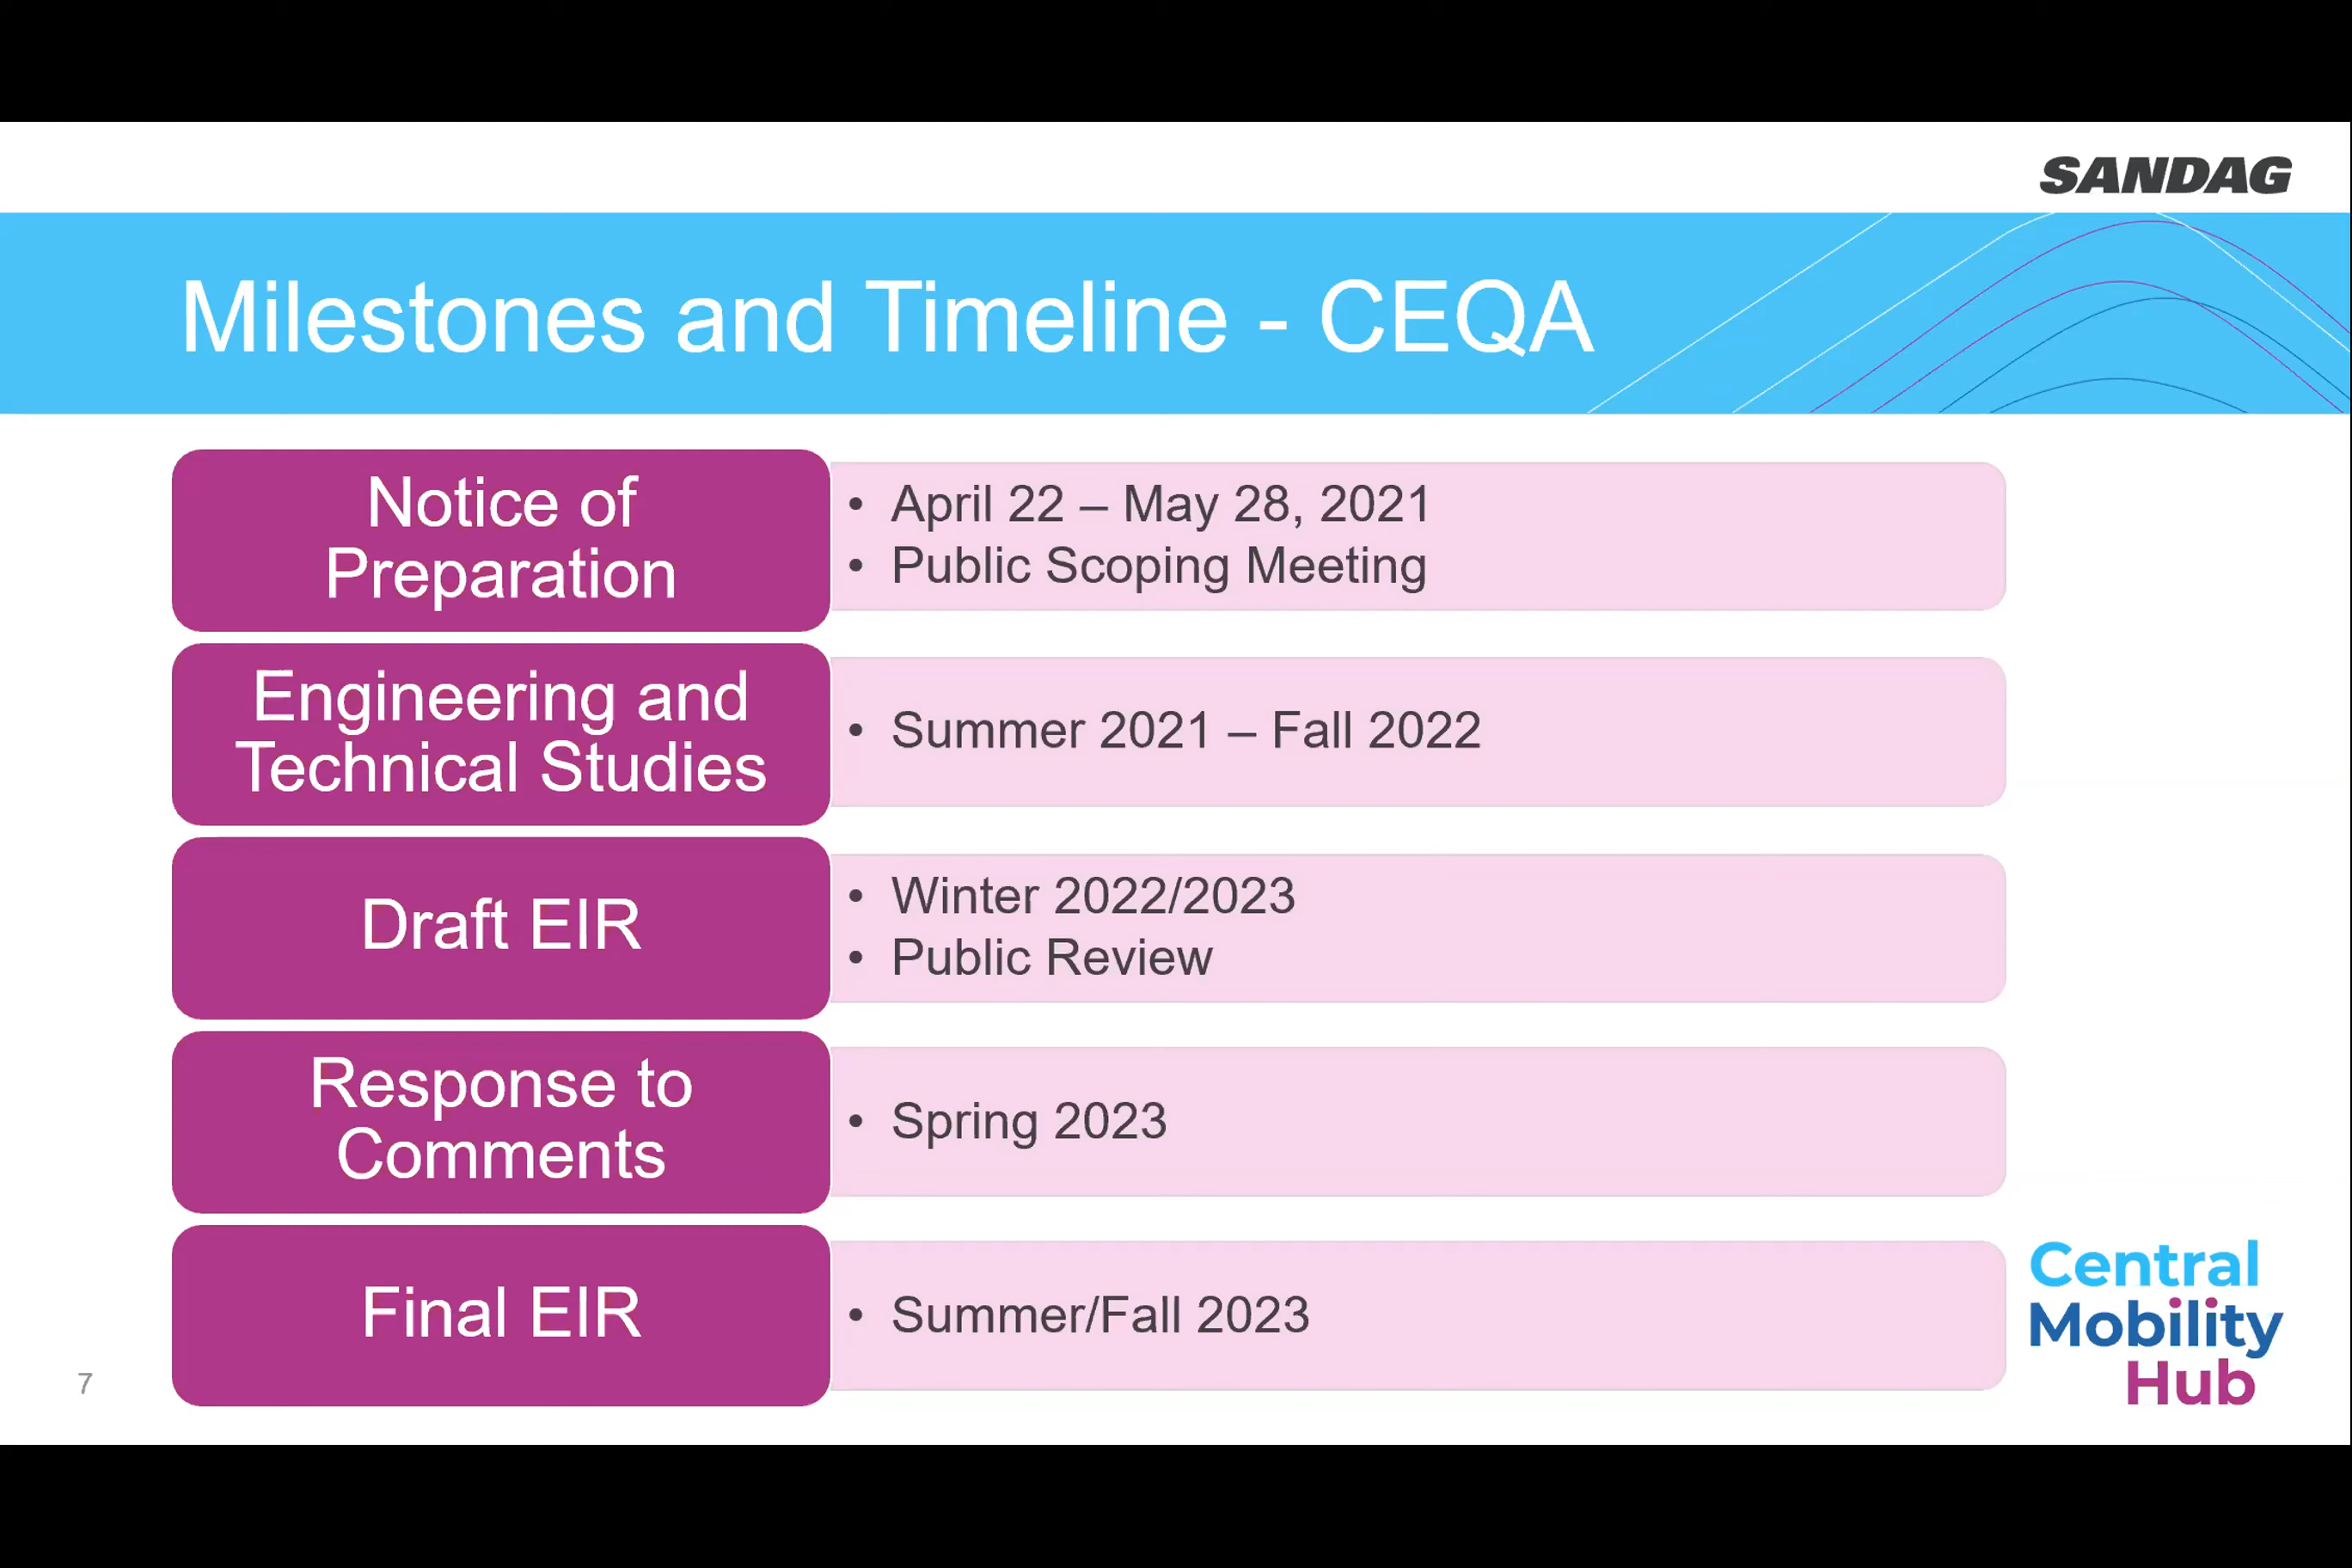 SANDAG
Milestones and Timeline - CEQA
Notice of
Preparation
• April 22 – May 28, 2021
• Public Scoping Meeting
Engineering and
Technical Studies
• Summer 2021 – Fall 2022
Draft EIR
• Winter 2022/2023
• Public Review
Response to
Comments
• Spring 2023
Final EIR
• Summer/Fall 2023
Central
Mobility
Hub
7